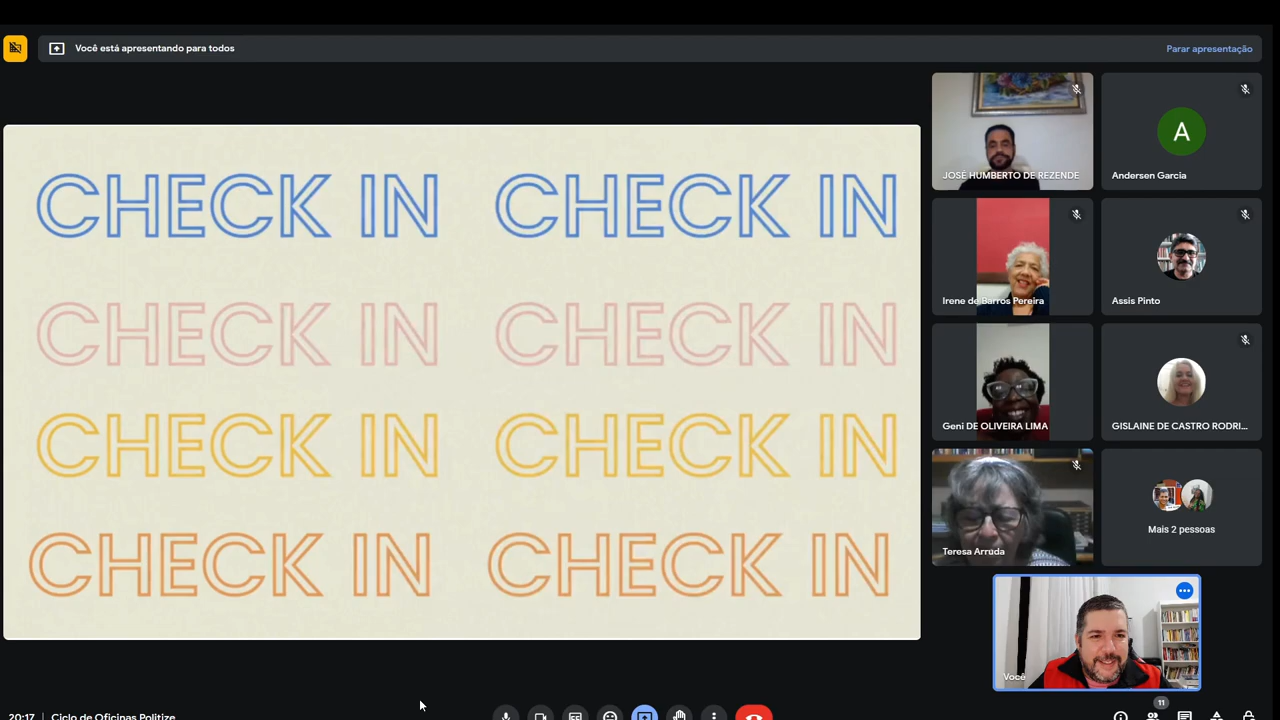 Você está apresentando para todos
Parar apresentação
CHECK IN CHECK IN
CHECK IN CHECK IN
CHECK IN CHECK IN
CHECK IN CHECK IN
JOSÉ HUMBERTO DE REZENDE
A
Andersen Garcia
Irene de Barros Pereira
Assis Pinto
Geni DE OLIVEIRA LIMA
GISLAINE DE CASTRO RODRI...
Teresa Arruda
Mais 2 pessoas
Você
11
20:17 | Ciclo de Oficinas Politize